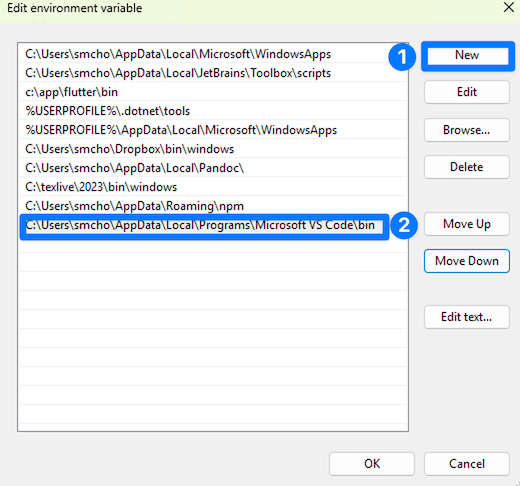 Edit environment variable
C:\Users\smcho\AppData\Local\Microsoft\WindowsApps
1
New
C:\Users\smcho\AppData\Local\JetBrains\Toolbox\scripts
c:\app\flutter\bin
Edit
%USERPROFILE%\.dotnet\tools
%USERPROFILE%\AppData\Local\Microsoft\WindowsApps
Browse...
C:\Users\smcho\Dropbox\bin\windows
C:\Users\smcho\AppData\Local\Pandoc\
Delete
C:\texlive\2023\bin\windows
C:\Users\smcho\AppData\Roaming\npm
C:\Users\smcho\AppData\Local\Programs\Microsoft VS Code\bin
2
Move Up
Move Down
Edit text...
OK
Cancel